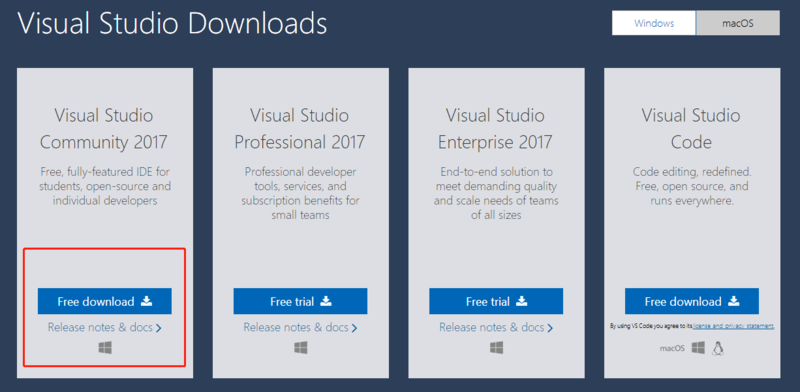 Visual Studio Downloads
Windows
macOS
Visual Studio
Community 2017
Free, fully-featured IDE for
students, open-source and
individual developers
Free download
Release notes & docs
Visual Studio
Professional 2017
Professional developer
tools, services, and
subscription benefits for
small teams
Free trial
Release notes & docs
Visual Studio
Enterprise 2017
End-to-end solution to
meet demanding quality
and scale needs of teams
of all sizes
Free trial
Release notes & docs
Visual Studio
Code
Code editing, redefined.
Free, open source, and
runs everywhere.
Free download
By using VS Code you agree to its license and privacy statement.
macOS